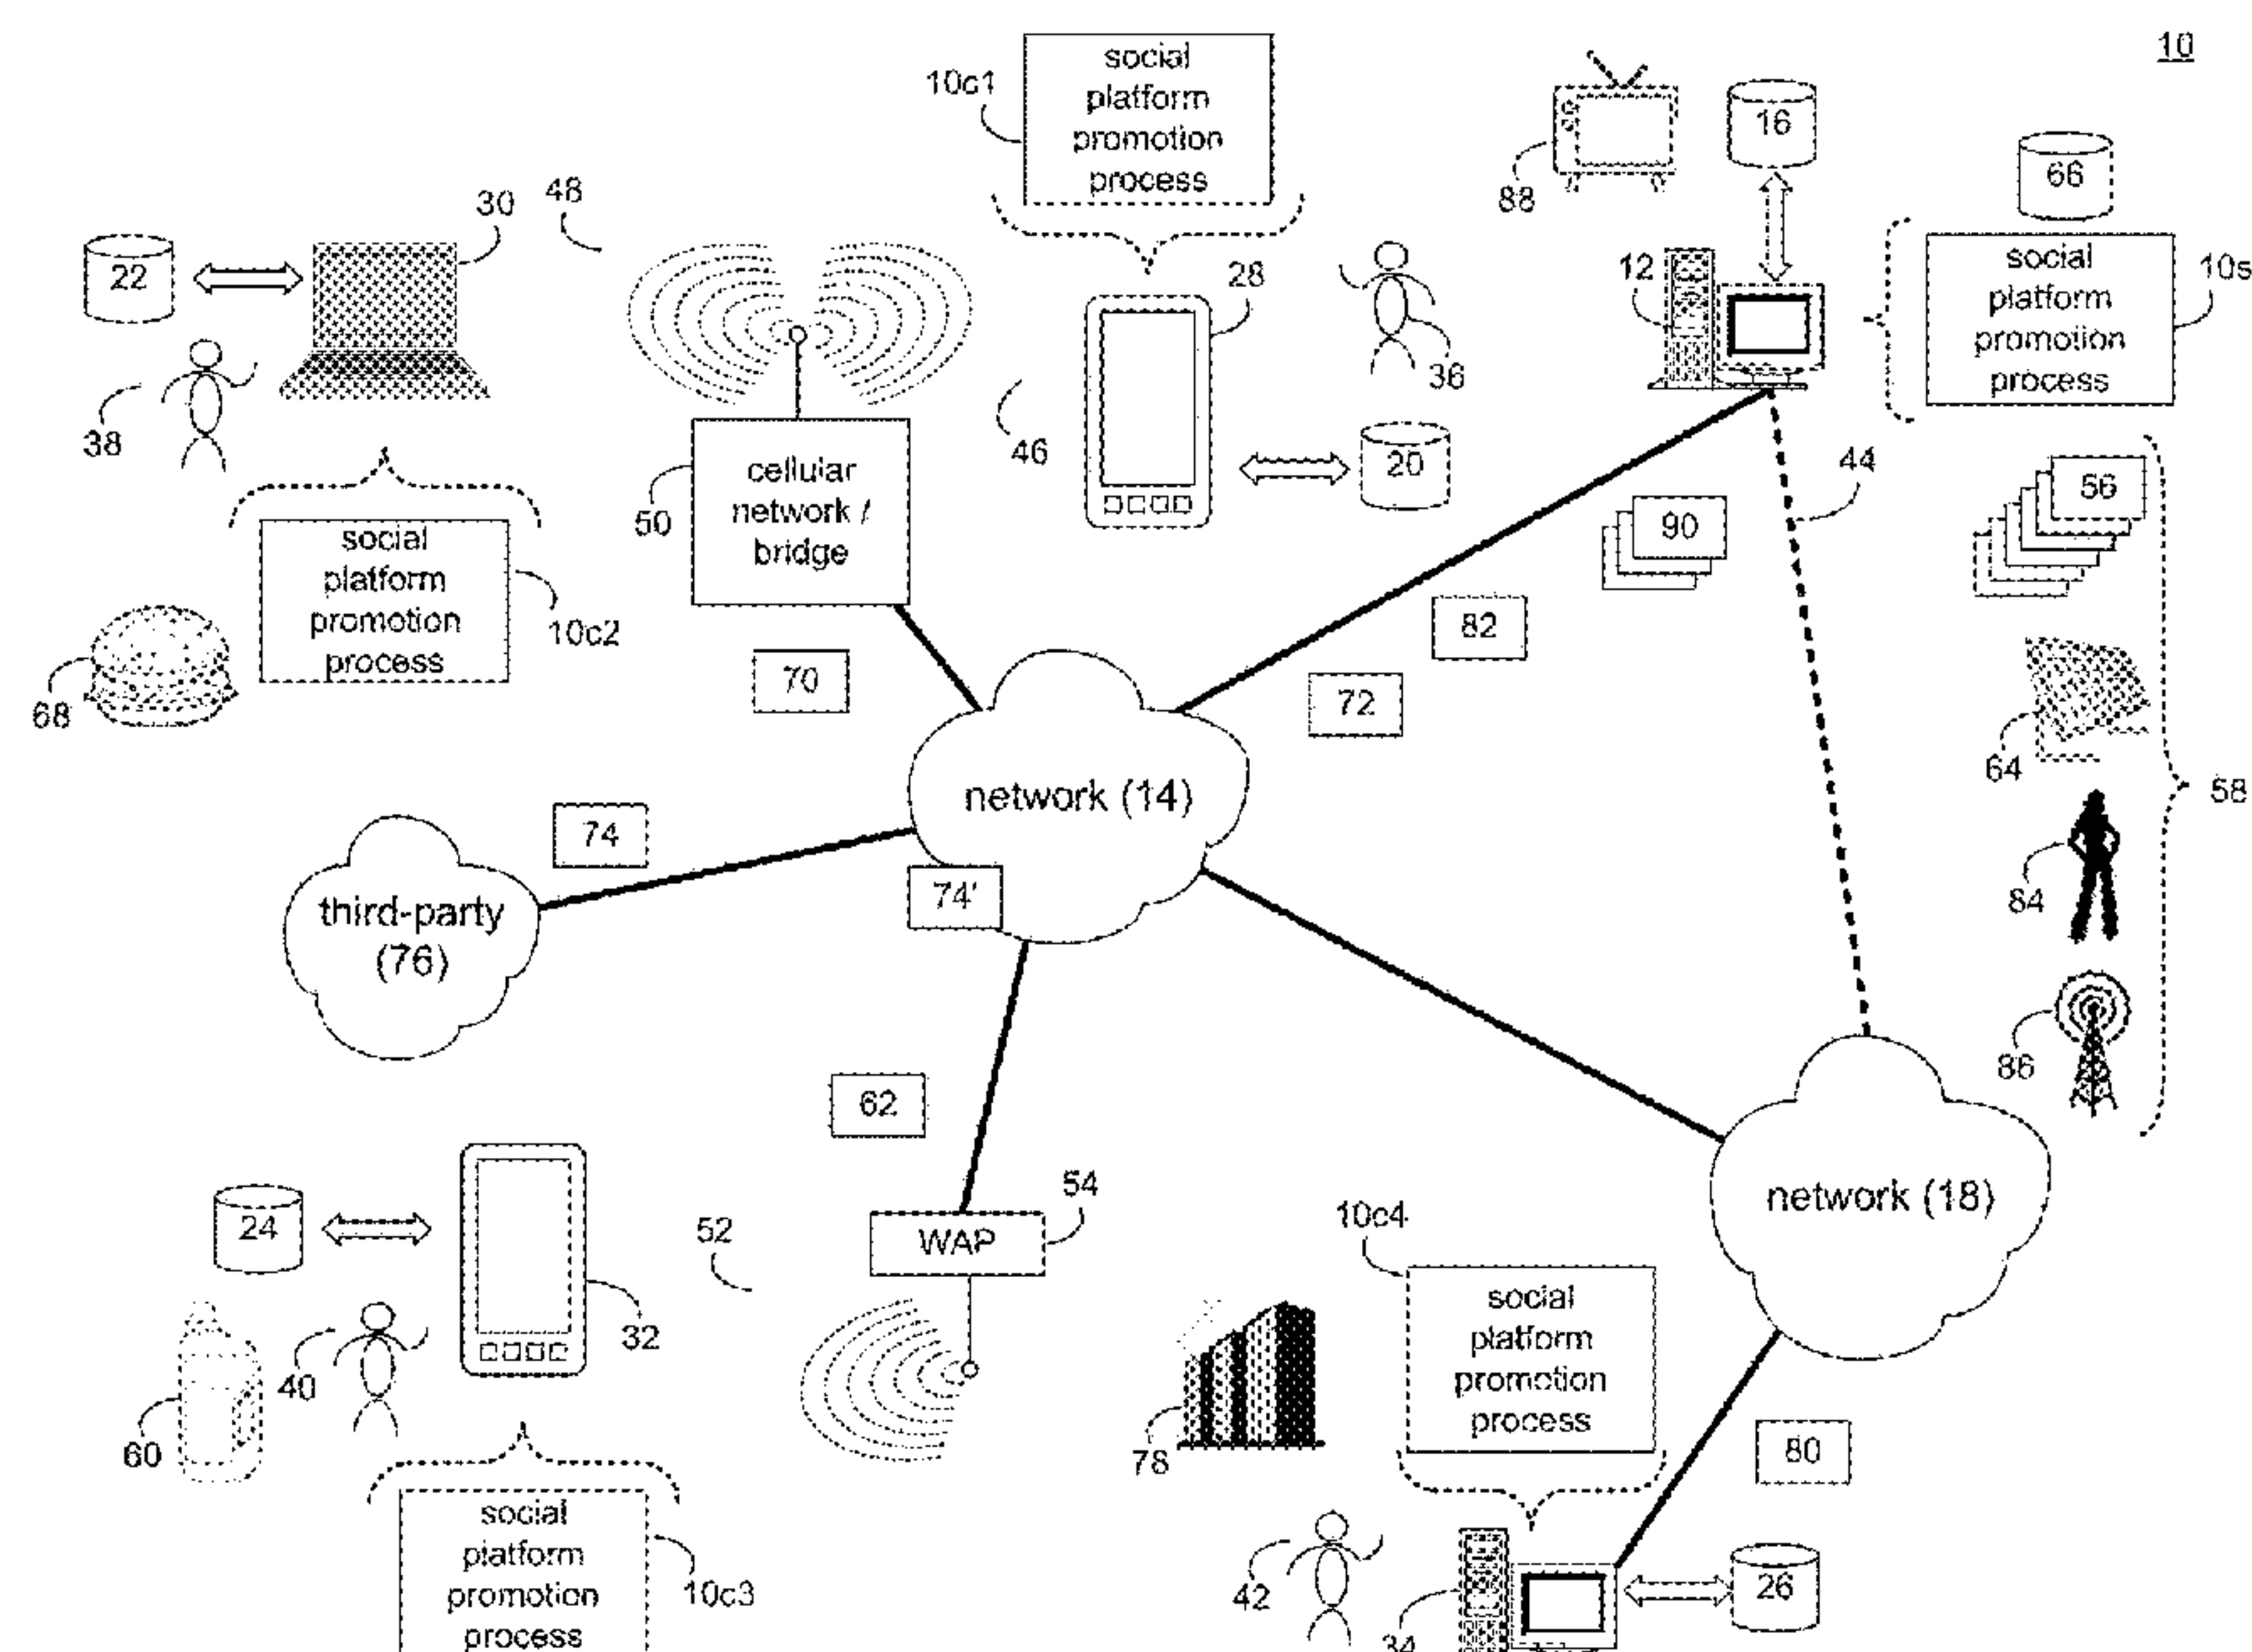 10
social
platform
promotion
process
10c1
88
16
66
48
30
22
12
social
platform
promotion
process
10s
28
36
38
46
20
44
cellular
network /
bridge
50
90
56
social
platform
promotion
process
10c2
82
68
70
72
64
58
network (14)
74
74'
84
third-party
(76)
86
62
54
WAP
52
24
network (18)
10c4
social
platform
promotion
process
32
40
60
78
80
social
platform
promotion
process
10c3
42
34
26